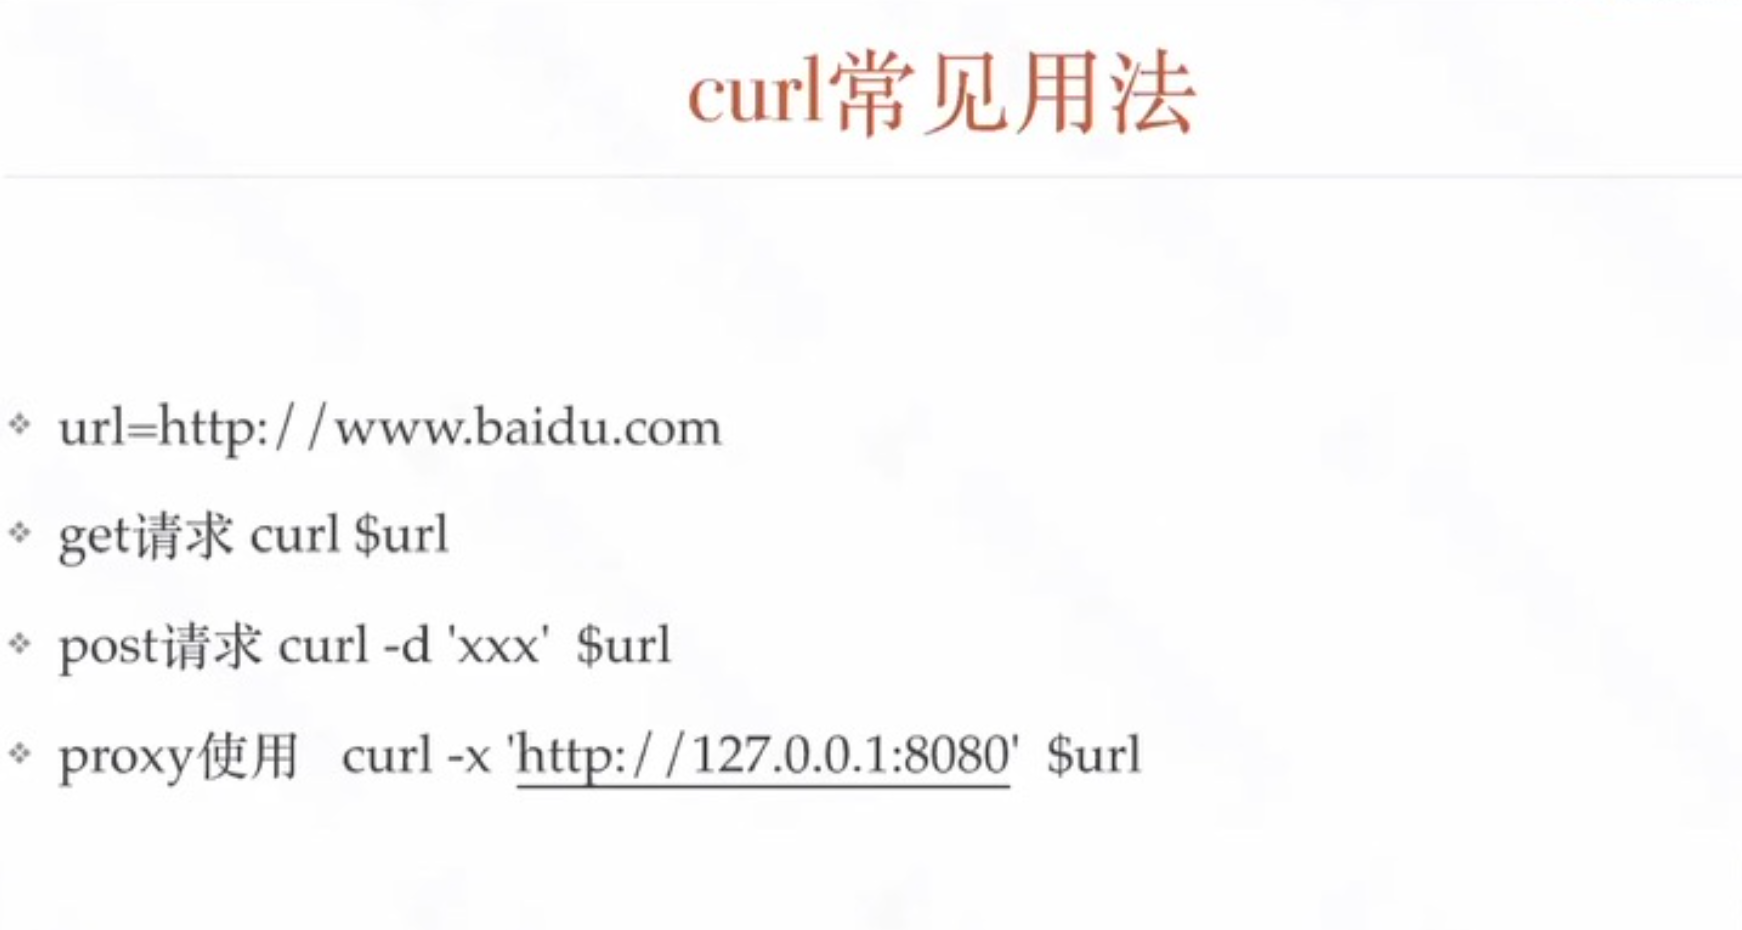 curl常见用法
url=http://www.baidu.com
get请求 curl $url
post请求 curl -d 'xxx' $url
proxy使用 curl -x 'http://127.0.0.1:8080' $url